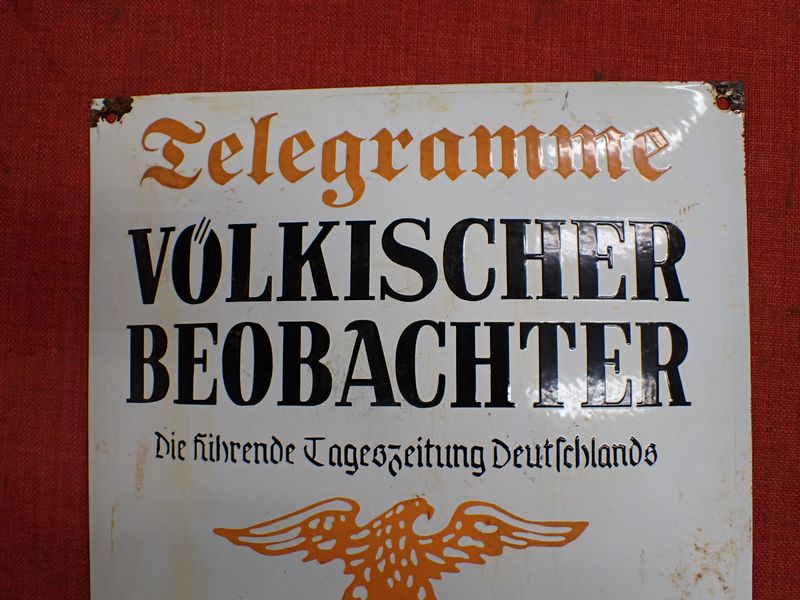 Telegramme
VÖLKISCHER
BEOBACHTER
Die führende Tageszeitung Deutſchlands